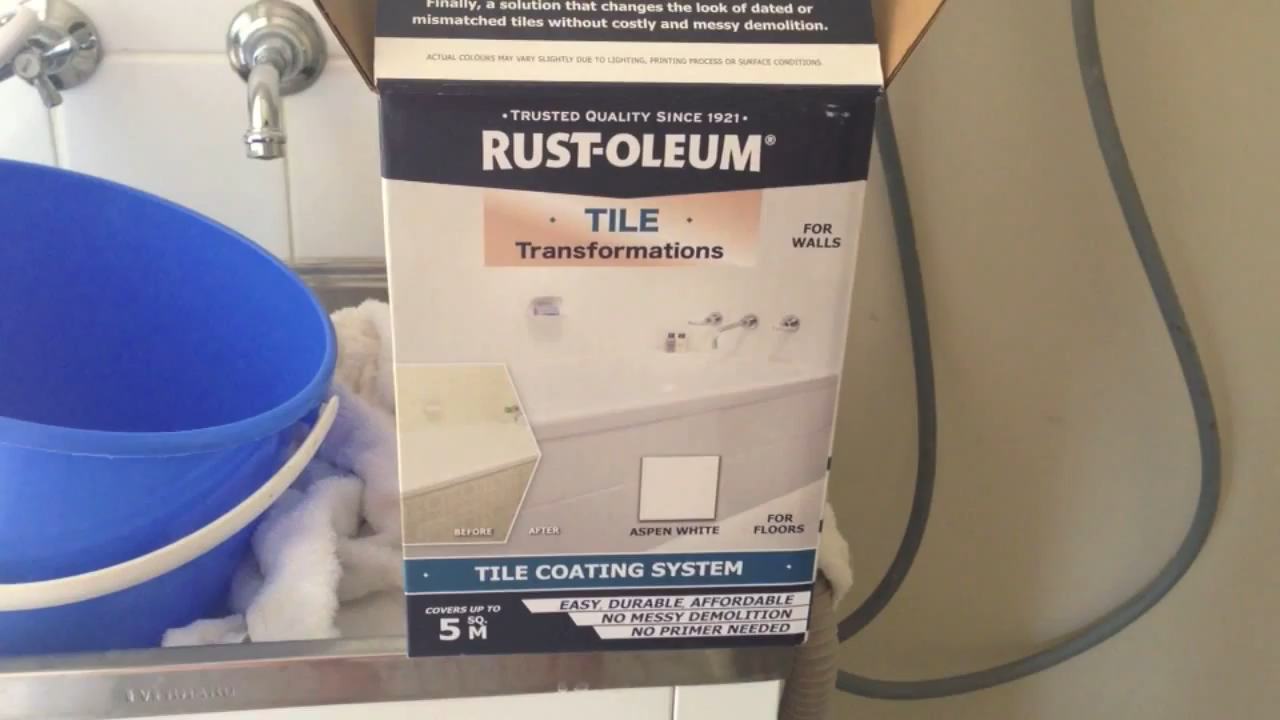 Finally, a solution that changes the look of dated or
mismatched tiles without costly and messy demolition.
ACTUAL COLOURS MAY VARY SLIGHTLY DUE TO LIGHTING, PRINTING PROCESS OR SURFACE CONDITIONS.
•TRUSTED QUALITY SINCE 1921•
RUST-OLEUM®
• TILE •
Transformations
FOR
WALLS
BEFORE
AFTER
ASPEN WHITE
FOR
FLOORS
• TILE COATING SYSTEM •
COVERS UP TO
5 SQ. M
EASY, DURABLE, AFFORDABLE
NO MESSY DEMOLITION
NO PRIMER NEEDED
EVERHARD